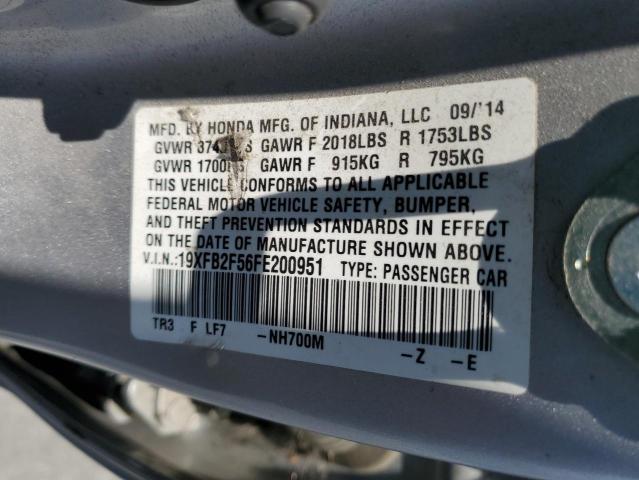 MFD. BY HONDA MFG. OF INDIANA, LLC 09/'14
GVWR GAWR F 2018LBS R 1753LBS
GVWR GAWR F 915KG R 795KG
THIS VEHICLE CONFORMS TO ALL APPLICABLE
FEDERAL MOTOR VEHICLE SAFETY, BUMPER,
AND THEFT PREVENTION STANDARDS IN EFFECT
ON THE DATE OF MANUFACTURE SHOWN ABOVE.
V.I.N.:19XFB2F56FE200951 TYPE: PASSENGER CAR
TR3 F LF7 -NH700M -Z -E